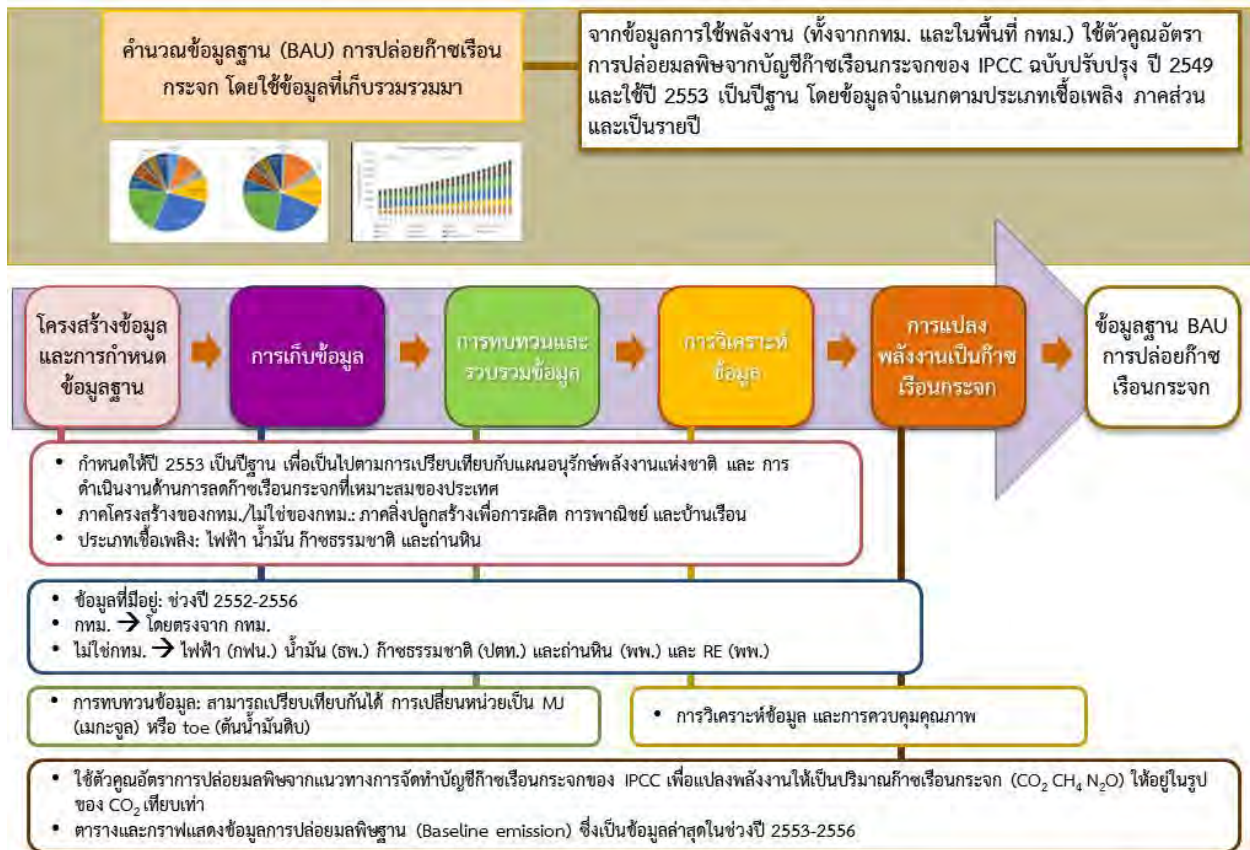 คำนวณข้อมูลฐาน (BAU) การปล่อยก๊าซเรือน
กระจก โดยใช้ข้อมูลที่เก็บรวมรวมมา
จากข้อมูลการใช้พลังงาน (ทั้งจากกทม. และในพื้นที่ กทม.) ใช้ตัวคูณอัตรา
การปล่อยมลพิษจากบัญชีก๊าซเรือนกระจกของ IPCC ฉบับปรับปรุง ปี 2549
และใช้ปี 2553 เป็นปีฐาน โดยข้อมูลจำแนกตามประเภทเชื้อเพลิง ภาคส่วน
และเป็นรายปี
โครงสร้างข้อมูล
และการกำหนด
ข้อมูลฐาน
การเก็บข้อมูล
การทบทวนและ
รวบรวมข้อมูล
การวิเคราะห์
ข้อมูล
การแปลง
พลังงานเป็นก๊าซ
เรือนกระจก
ข้อมูลฐาน BAU
การปล่อยก๊าซ
เรือนกระจก
• กำหนดให้ปี 2553 เป็นปีฐาน เพื่อเป็นไปตามการเปรียบเทียบกับแผนอนุรักษ์พลังงานแห่งชาติ และ การ
ดำเนินงานด้านการลดก๊าซเรือนกระจกที่เหมาะสมของประเทศ
• ภาคโครงสร้างของกทม./ไม่ใช่ของกทม.: ภาคสิ่งปลูกสร้างเพื่อการผลิต การพาณิชย์ และบ้านเรือน
• ประเภทเชื้อเพลิง: ไฟฟ้า น้ำมัน ก๊าซธรรมชาติ และถ่านหิน
• ข้อมูลที่มีอยู่: ช่วงปี 2552-2556
• กทม. → โดยตรงจาก กทม.
• ไม่ใช่กทม. → ไฟฟ้า (กฟน.) น้ำมัน (ธพ.) ก๊าซธรรมชาติ (ปตท.) และถ่านหิน (พพ.) และ RE (พพ.)
• การทบทวนข้อมูล: สามารถเปรียบเทียบกันได้ การเปลี่ยนหน่วยเป็น MJ
(เมกะจูล) หรือ toe (ตันน้ำมันดิบ)
• การวิเคราะห์ข้อมูล และการควบคุมคุณภาพ
• ใช้ตัวคูณอัตราการปล่อยมลพิษจากแนวทางการจัดทำบัญชีก๊าซเรือนกระจกของ IPCC เพื่อแปลงพลังงานให้เป็นปริมาณก๊าซเรือนกระจก (CO₂ CH₄ N₂O) ให้อยู่ในรูป
ของ CO₂ เทียบเท่า
• ตารางและกราฟแสดงข้อมูลการปล่อยมลพิษฐาน (Baseline emission) ซึ่งเป็นข้อมูลล่าสุดในช่วงปี 2553-2556